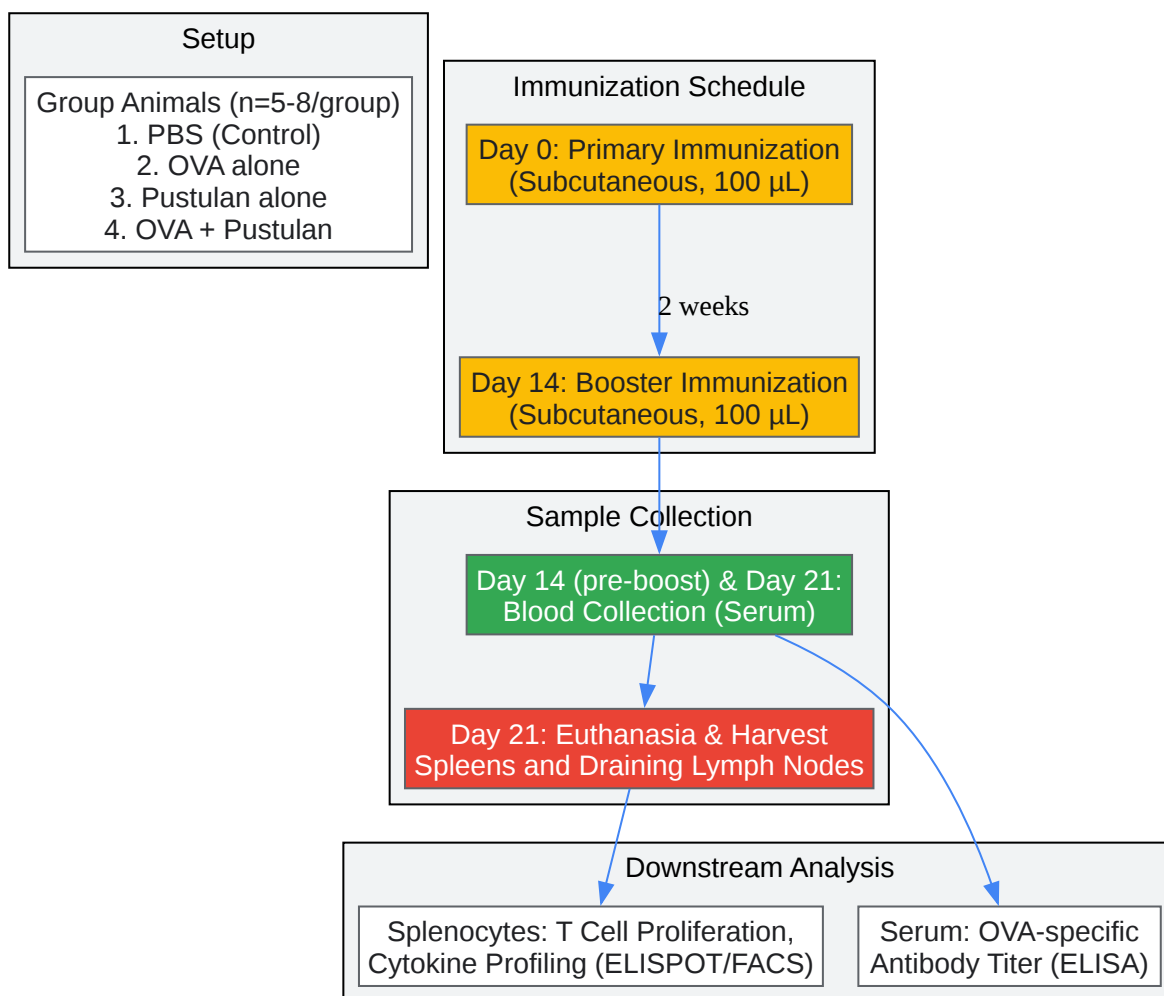 Setup
Group Animals (n=5-8/group)
1. PBS (Control)
2. OVA alone
3. Pustulan alone
4. OVA + Pustulan
Immunization Schedule
Day 0: Primary Immunization
(Subcutaneous, 100 µL)
2 weeks
Day 14: Booster Immunization
(Subcutaneous, 100 µL)
Sample Collection
Day 14 (pre-boost) & Day 21:
Blood Collection (Serum)
Day 21: Euthanasia & Harvest
Spleens and Draining Lymph Nodes
Downstream Analysis
Splenocytes: T Cell Proliferation,
Cytokine Profiling (ELISPOT/FACS)
Serum: OVA-specific
Antibody Titer (ELISA)